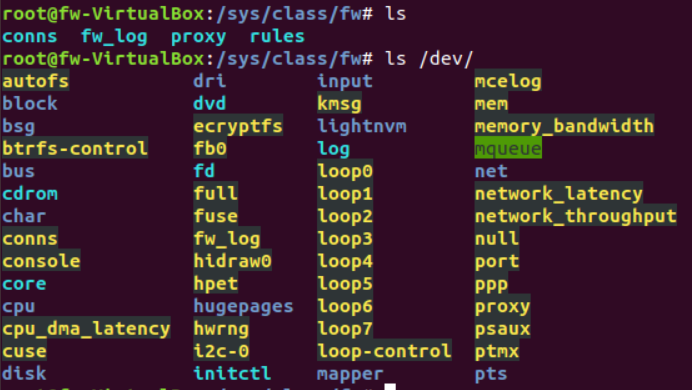 root@fw-VirtualBox:/sys/class/fw# ls
conns fw_log proxy rules
root@fw-VirtualBox:/sys/class/fw# ls /dev/
autofs dri input mcelog
block dvd kmsg mem
bsg ecryptfs lightnvm memory_bandwidth
btrfs-control fb0 log mqueue
bus fd loop0 net
cdrom full loop1 network_latency
char fuse loop2 network_throughput
conns fw_log loop3 null
console hidraw0 loop4 port
core hpet loop5 ppp
cpu hugepages loop6 proxy
cpu_dma_latency hwrng loop7 psaux
cuse i2c-0 loop-control ptmx
disk initctl mapper pts